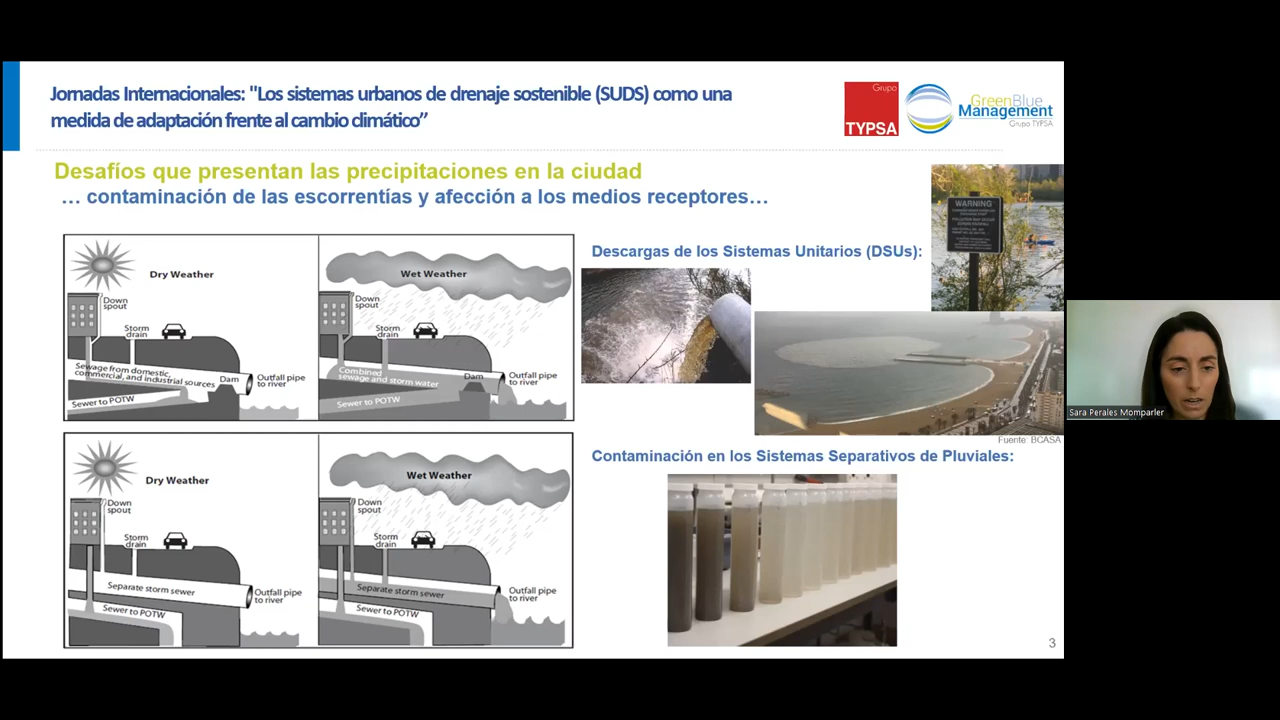 Jornadas Internacionales: "Los sistemas urbanos de drenaje sostenible (SUDS) como una
medida de adaptación frente al cambio climático”
Grupo
TYPSA
GreenBlue
Management
Grupo TYPSA
Desafíos que presentan las precipitaciones en la ciudad
… contaminación de las escorrentías y afección a los medios receptores…
Dry Weather
Down
spout
Storm
drain
Sewage from domestic,
commercial, and industrial sources
Dam
Outfall pipe
to river
Sewer to POTW
Wet Weather
Down
spout
Storm
drain
Combined
sewage and storm water
Dam
Outfall pipe
to river
Sewer to POTW
Descargas de los Sistemas Unitarios (DSUs):
WARNING
Fuente: BCASA
Dry Weather
Down
spout
Storm
drain
Separate storm sewer
Outfall pipe
to river
Sewer to POTW
Wet Weather
Down
spout
Storm
drain
Separate storm sewer
Outfall pipe
to river
Sewer to POTW
Contaminación en los Sistemas Separativos de Pluviales:
3
Sara Perales Momparler